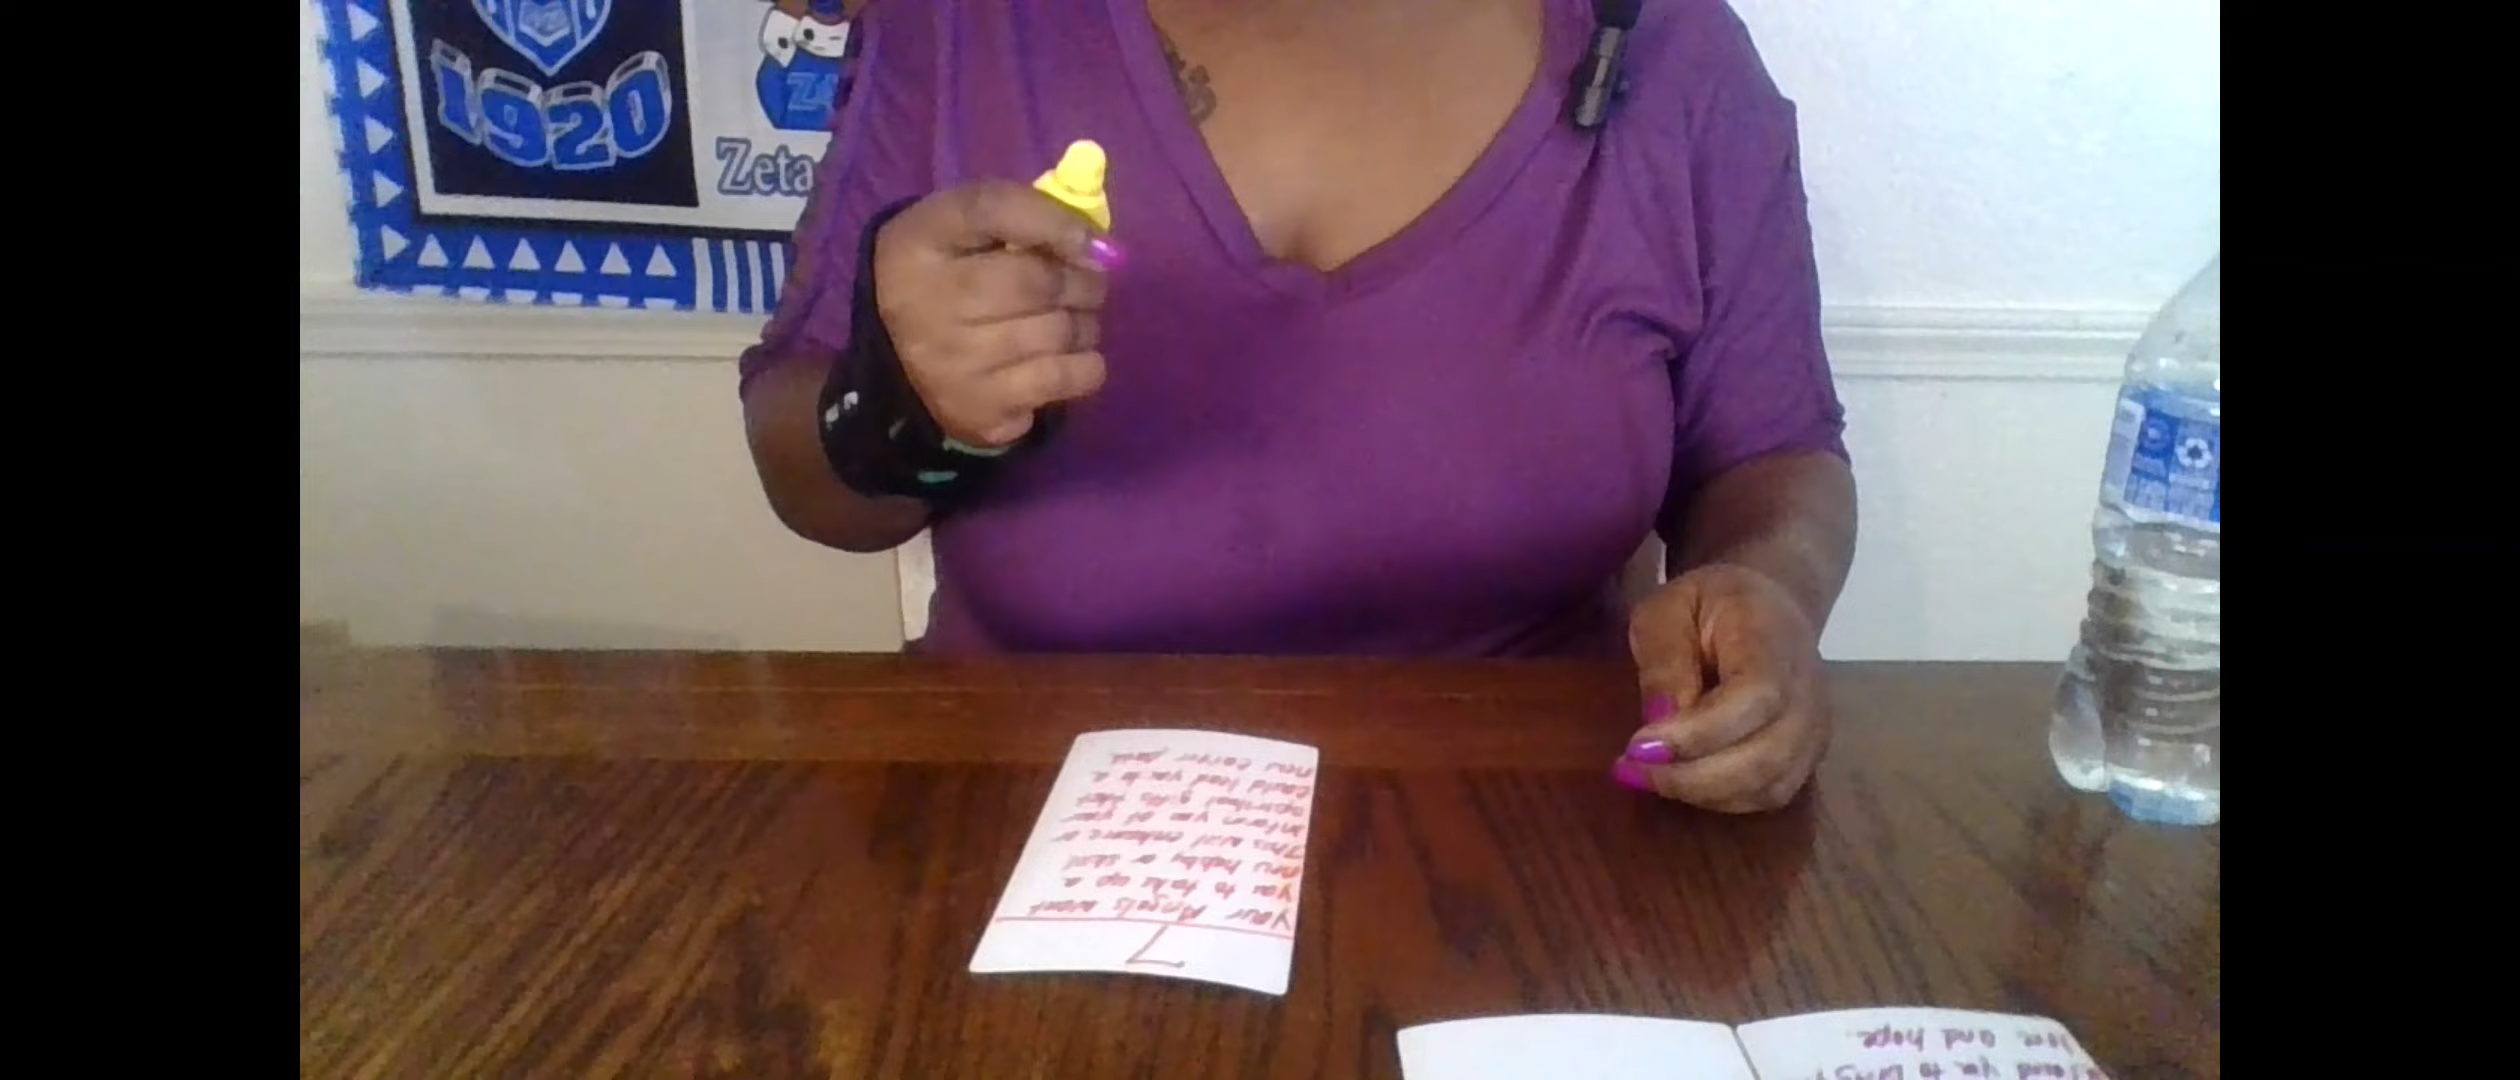 1920
Zeta
7
your Angels want
you to take up a
new hobby or skill
This will enhance or
inform you of your
spiritual gifts that
could lead you to a
new career path.
love and hope.